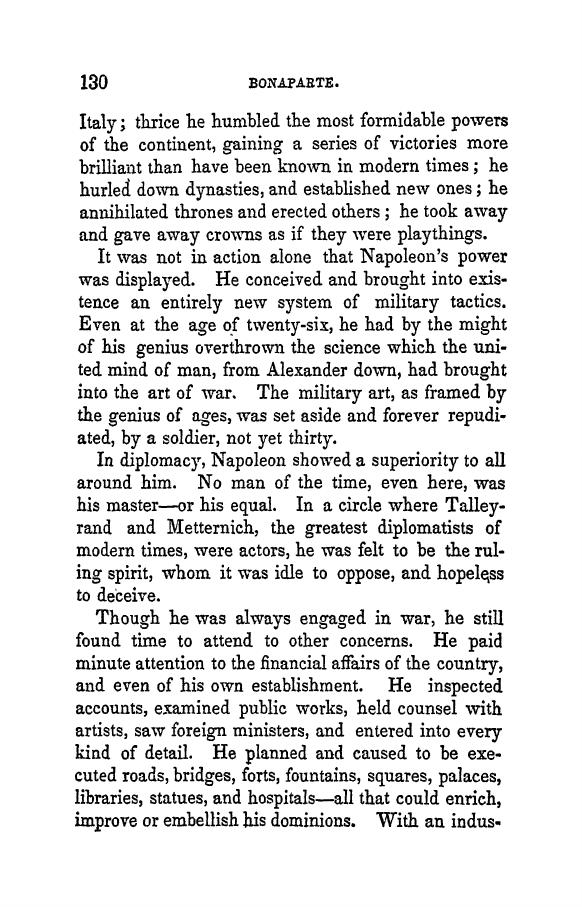 130 BONAPARTE.
Italy; thrice he humbled the most formidable powers
of the continent, gaining a series of victories more
brilliant than have been known in modern times; he
hurled down dynasties, and established new ones; he
annihilated thrones and erected others; he took away
and gave away crowns as if they were playthings.
It was not in action alone that Napoleon's power
was displayed. He conceived and brought into exis-
tence an entirely new system of military tactics.
Even at the age of twenty-six, he had by the might
of his genius overthrown the science which the uni-
ted mind of man, from Alexander down, had brought
into the art of war. The military art, as framed by
the genius of ages, was set aside and forever repudi-
ated, by a soldier, not yet thirty.
In diplomacy, Napoleon showed a superiority to all
around him. No man of the time, even here, was
his master—or his equal. In a circle where Talley-
rand and Metternich, the greatest diplomatists of
modern times, were actors, he was felt to be the rul-
ing spirit, whom it was idle to oppose, and hopeless
to deceive.
Though he was always engaged in war, he still
found time to attend to other concerns. He paid
minute attention to the financial affairs of the country,
and even of his own establishment. He inspected
accounts, examined public works, held counsel with
artists, saw foreign ministers, and entered into every
kind of detail. He planned and caused to be exe-
cuted roads, bridges, forts, fountains, squares, palaces,
libraries, statues, and hospitals—all that could enrich,
improve or embellish his dominions. With an indus-